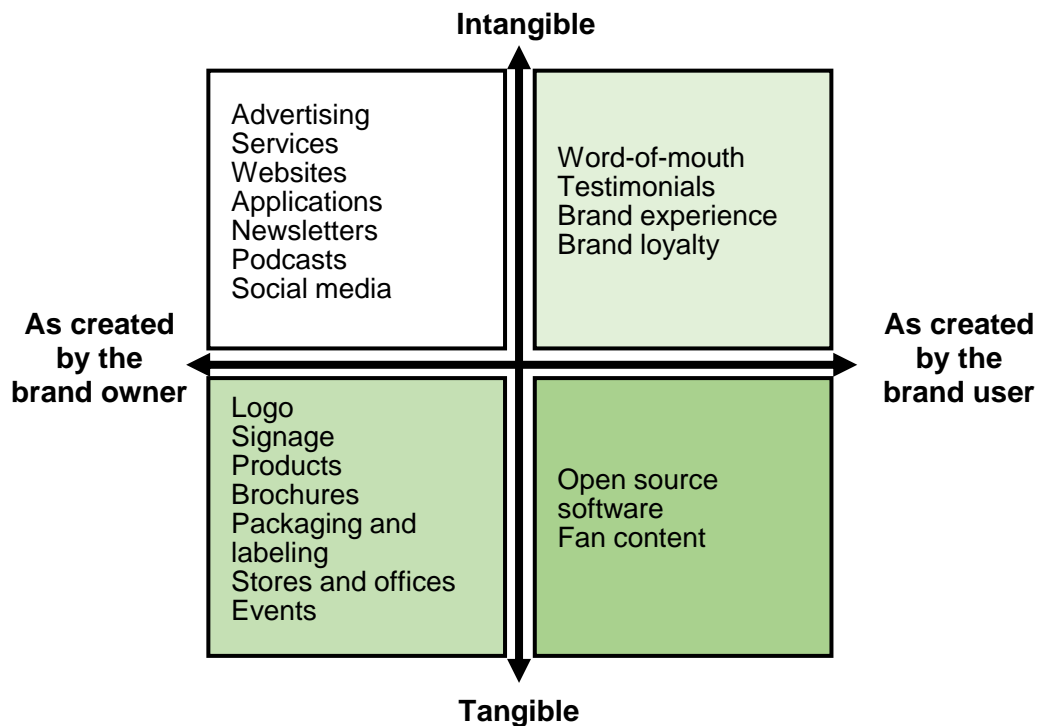 Intangible
Advertising
Services
Websites
Applications
Newsletters
Podcasts
Social media
Word-of-mouth
Testimonials
Brand experience
Brand loyalty
As created
by the
brand owner
As created
by the
brand user
Logo
Signage
Products
Brochures
Packaging and
labeling
Stores and offices
Events
Open source
software
Fan content
Tangible